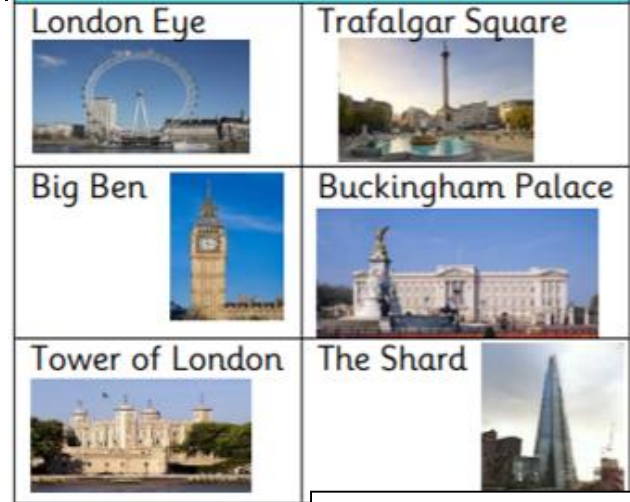 London Eye
Trafalgar Square
Big Ben
Buckingham Palace
Tower of London
The Shard